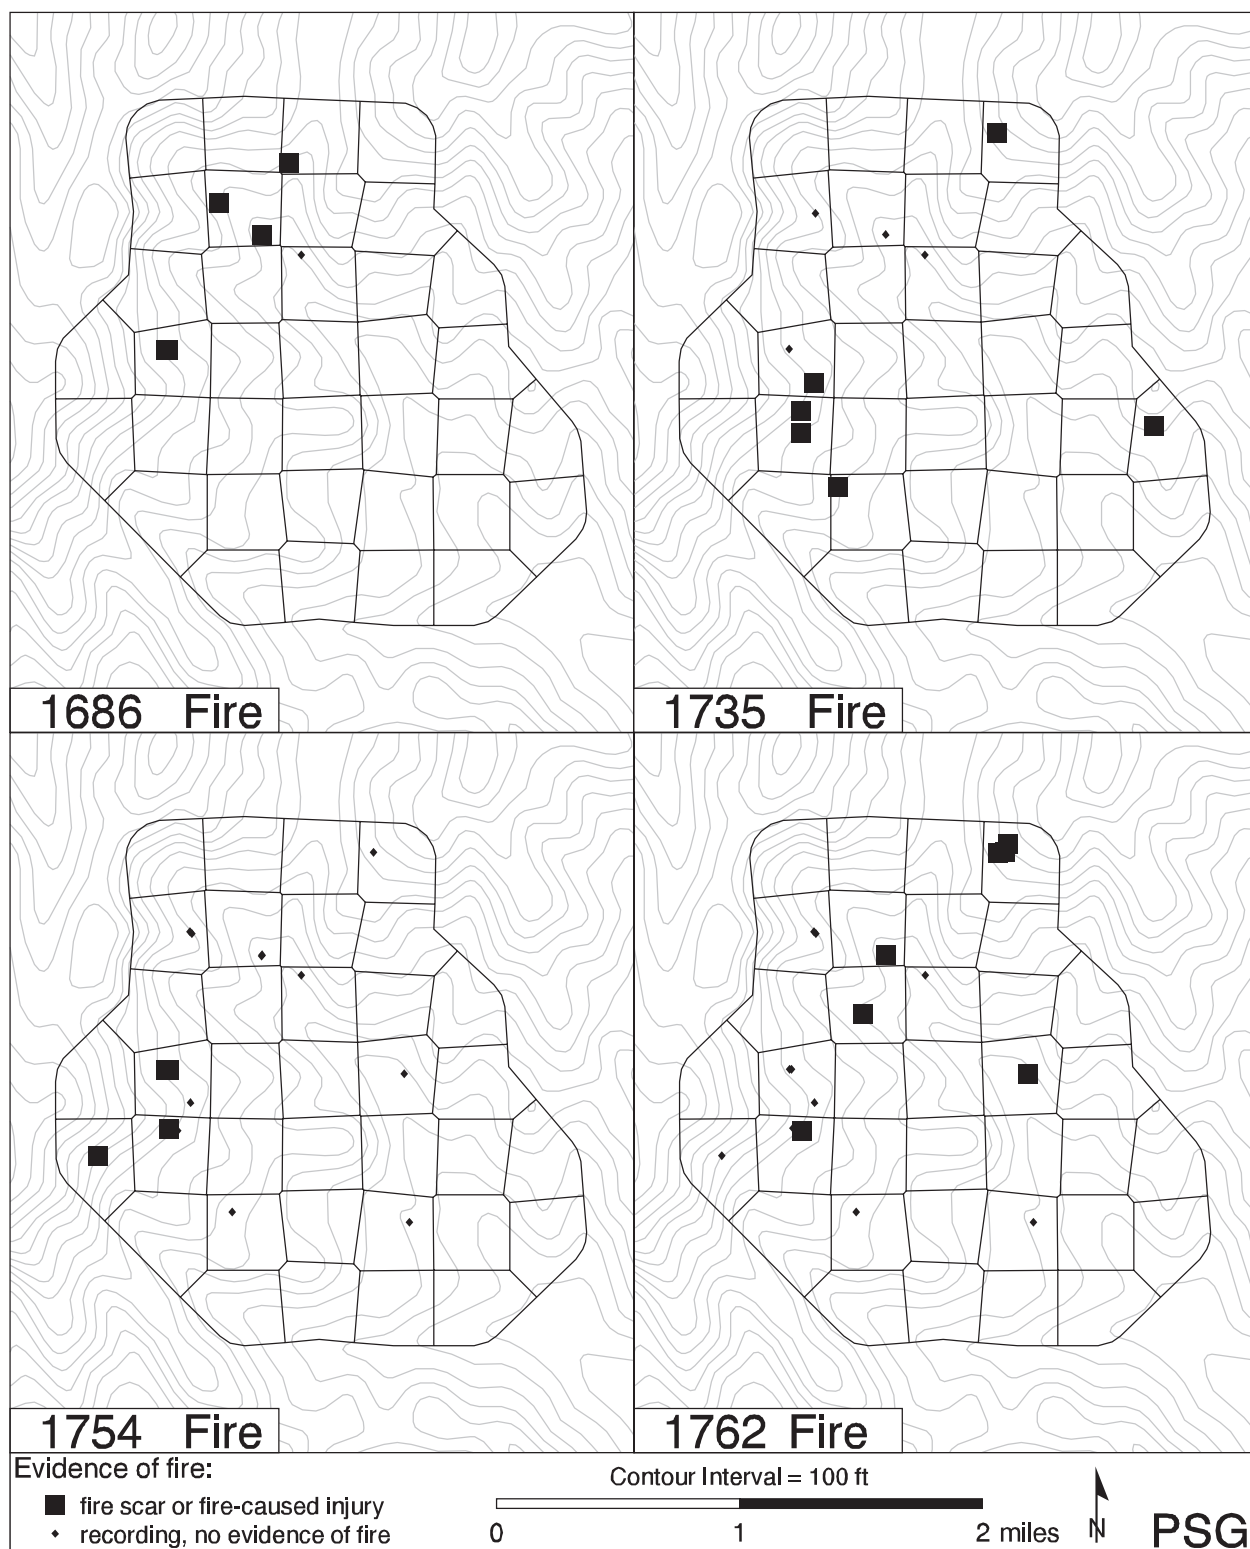 1686 Fire
1735 Fire
1754 Fire
1762 Fire
Evidence of fire:
fire scar or fire-caused injury
recording, no evidence of fire
Contour Interval = 100 ft
0 1 2 miles
N
PSG